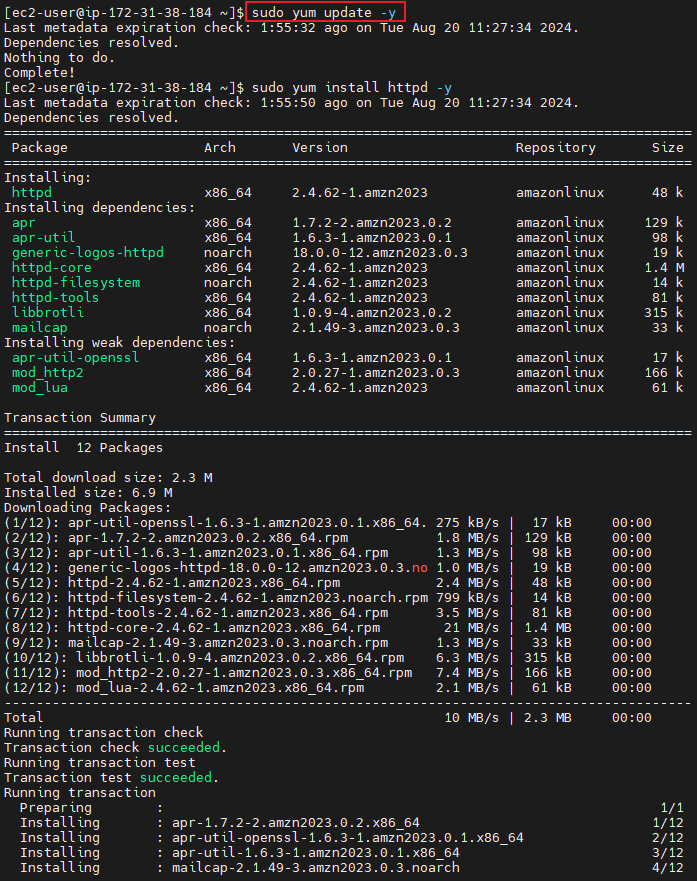 [ec2-user@ip-172-31-38-184 ~]$ sudo yum update -y
Last metadata expiration check: 1:55:32 ago on Tue Aug 20 11:27:34 2024.
Dependencies resolved.
Nothing to do.
Complete!
[ec2-user@ip-172-31-38-184 ~]$ sudo yum install httpd -y
Last metadata expiration check: 1:55:50 ago on Tue Aug 20 11:27:34 2024.
Dependencies resolved.
======================================================================================
 Package                 Arch       Version                     Repository       Size
======================================================================================
Installing:
 httpd                   x86_64     2.4.62-1.amzn2023           amazonlinux      48 k
Installing dependencies:
 apr                     x86_64     1.7.2-2.amzn2023.0.2        amazonlinux     129 k
 apr-util                x86_64     1.6.3-1.amzn2023.0.1        amazonlinux      98 k
 generic-logos-httpd     noarch     18.0.0-12.amzn2023.0.3      amazonlinux      19 k
 httpd-core              x86_64     2.4.62-1.amzn2023           amazonlinux     1.4 M
 httpd-filesystem        noarch     2.4.62-1.amzn2023           amazonlinux      14 k
 httpd-tools             x86_64     2.4.62-1.amzn2023           amazonlinux      81 k
 libbrotli               x86_64     1.0.9-4.amzn2023.0.2        amazonlinux     315 k
 mailcap                 noarch     2.1.49-3.amzn2023.0.3       amazonlinux      33 k
Installing weak dependencies:
 apr-util-openssl        x86_64     1.6.3-1.amzn2023.0.1        amazonlinux      17 k
 mod_http2               x86_64     2.0.27-1.amzn2023.0.3       amazonlinux     166 k
 mod_lua                 x86_64     2.4.62-1.amzn2023           amazonlinux      61 k
Transaction Summary
======================================================================================
Install  12 Packages
Total download size: 2.3 M
Installed size: 6.9 M
Downloading Packages:
(1/12): apr-util-openssl-1.6.3-1.amzn2023.0.1.x86_64. 275 kB/s |  17 kB     00:00
(2/12): apr-1.7.2-2.amzn2023.0.2.x86_64.rpm           1.8 MB/s | 129 kB     00:00
(3/12): apr-util-1.6.3-1.amzn2023.0.1.x86_64.rpm      1.3 MB/s |  98 kB     00:00
(4/12): generic-logos-httpd-18.0.0-12.amzn2023.0.3.no 1.0 MB/s |  19 kB     00:00
(5/12): httpd-2.4.62-1.amzn2023.x86_64.rpm            2.4 MB/s |  48 kB     00:00
(6/12): httpd-filesystem-2.4.62-1.amzn2023.noarch.rpm 799 kB/s |  14 kB     00:00
(7/12): httpd-tools-2.4.62-1.amzn2023.x86_64.rpm      3.5 MB/s |  81 kB     00:00
(8/12): httpd-core-2.4.62-1.amzn2023.x86_64.rpm        21 MB/s | 1.4 MB     00:00
(9/12): mailcap-2.1.49-3.amzn2023.0.3.noarch.rpm      1.3 MB/s |  33 kB     00:00
(10/12): libbrotli-1.0.9-4.amzn2023.0.2.x86_64.rpm    6.3 MB/s | 315 kB     00:00
(11/12): mod_http2-2.0.27-1.amzn2023.0.3.x86_64.rpm   7.4 MB/s | 166 kB     00:00
(12/12): mod_lua-2.4.62-1.amzn2023.x86_64.rpm         2.1 MB/s |  61 kB     00:00
--------------------------------------------------------------------------------------
Total                                                  10 MB/s | 2.3 MB     00:00
Running transaction check
Transaction check succeeded.
Running transaction test
Transaction test succeeded.
Running transaction
  Preparing        :                                                              1/1
  Installing       : apr-1.7.2-2.amzn2023.0.2.x86_64                             1/12
  Installing       : apr-util-openssl-1.6.3-1.amzn2023.0.1.x86_64                2/12
  Installing       : apr-util-1.6.3-1.amzn2023.0.1.x86_64                        3/12
  Installing       : mailcap-2.1.49-3.amzn2023.0.3.noarch                        4/12